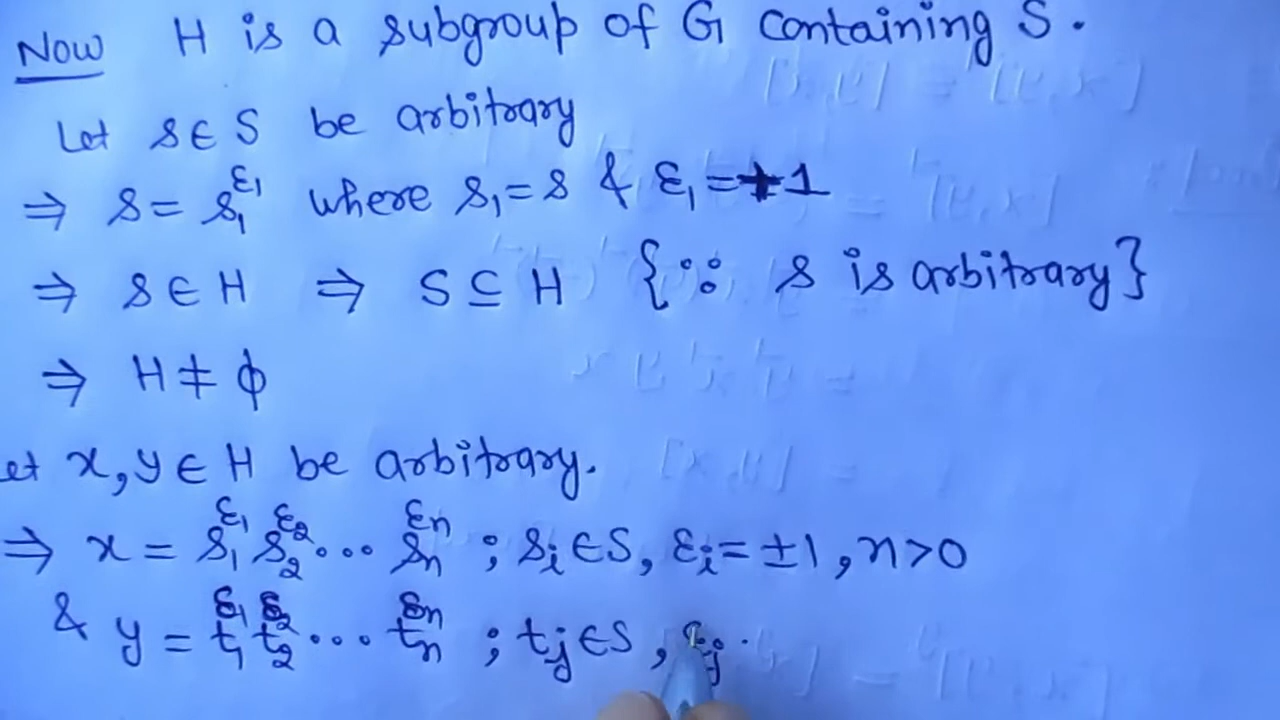 Now H is a subgroup of G containing S.
Let s ∈ S be arbitrary
⇒ s = s₁^ε₁ where s₁ = s & ε₁ = +1
⇒ s ∈ H ⇒ S ⊆ H {∵ s is arbitrary}
⇒ H ≠ ϕ
et x, y ∈ H be arbitrary.
⇒ x = s₁^ε₁ s₂^ε₂ ... sₙ^εₙ ; sᵢ ∈ S, εᵢ = ±1, n > 0
& y = t₁^δ₁ t₂^δ₂ ... tₙ^δₙ ; tⱼ ∈ S,